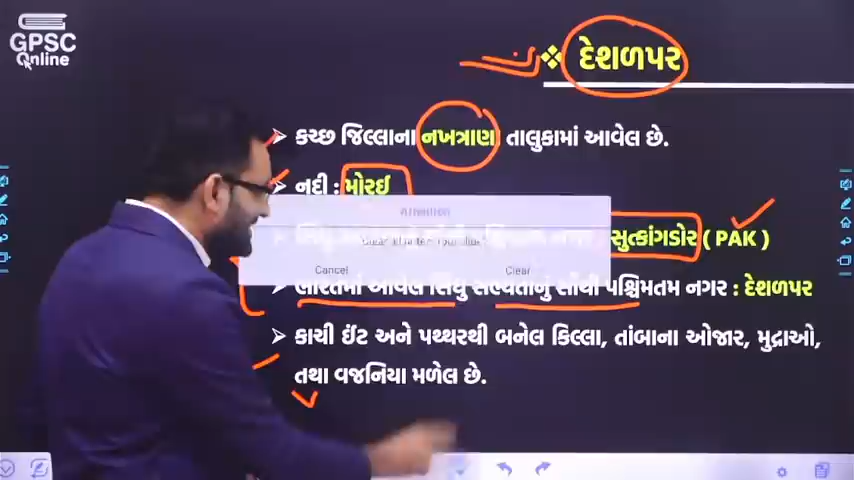 GPSC
Online
❖ દેશળપર
➢ કચ્છ જિલ્લાના નખત્રાણા તાલુકામાં આવેલ છે.
➢ નદી : મોરઈ
Attention
સુત્કાંગડોર ( PAK )
Cancel
Clear
➢ ભારતમાં આવેલ સિંધુ સભ્યતાનું સૌથી પશ્ચિમતમ નગર : દેશળપર
➢ કાચી ઈંટ અને પથ્થરથી બનેલ કિલ્લા, તાંબાના ઓજાર, મુદ્રાઓ,
તથા વજનિયા મળેલ છે.